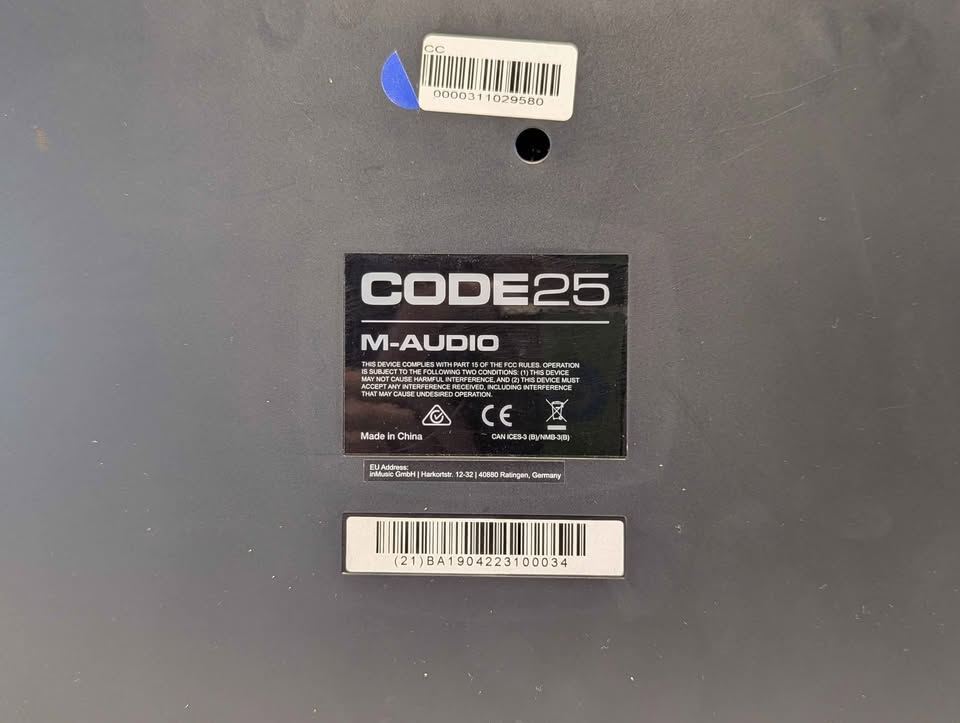 CC
0000311029580
CODE25
M-AUDIO
THIS DEVICE COMPLIES WITH PART 15 OF THE FCC RULES. OPERATION
IS SUBJECT TO THE FOLLOWING TWO CONDITIONS: (1) THIS DEVICE
MAY NOT CAUSE HARMFUL INTERFERENCE, AND (2) THIS DEVICE MUST
ACCEPT ANY INTERFERENCE RECEIVED, INCLUDING INTERFERENCE
THAT MAY CAUSE UNDESIRED OPERATION.
CE
Made in China
CAN ICES-3 (B)/NMB-3(B)
EU Address:
inMusic GmbH | Harkortstr. 12-32 | 40880 Ratingen, Germany
(21)BA1904223100034